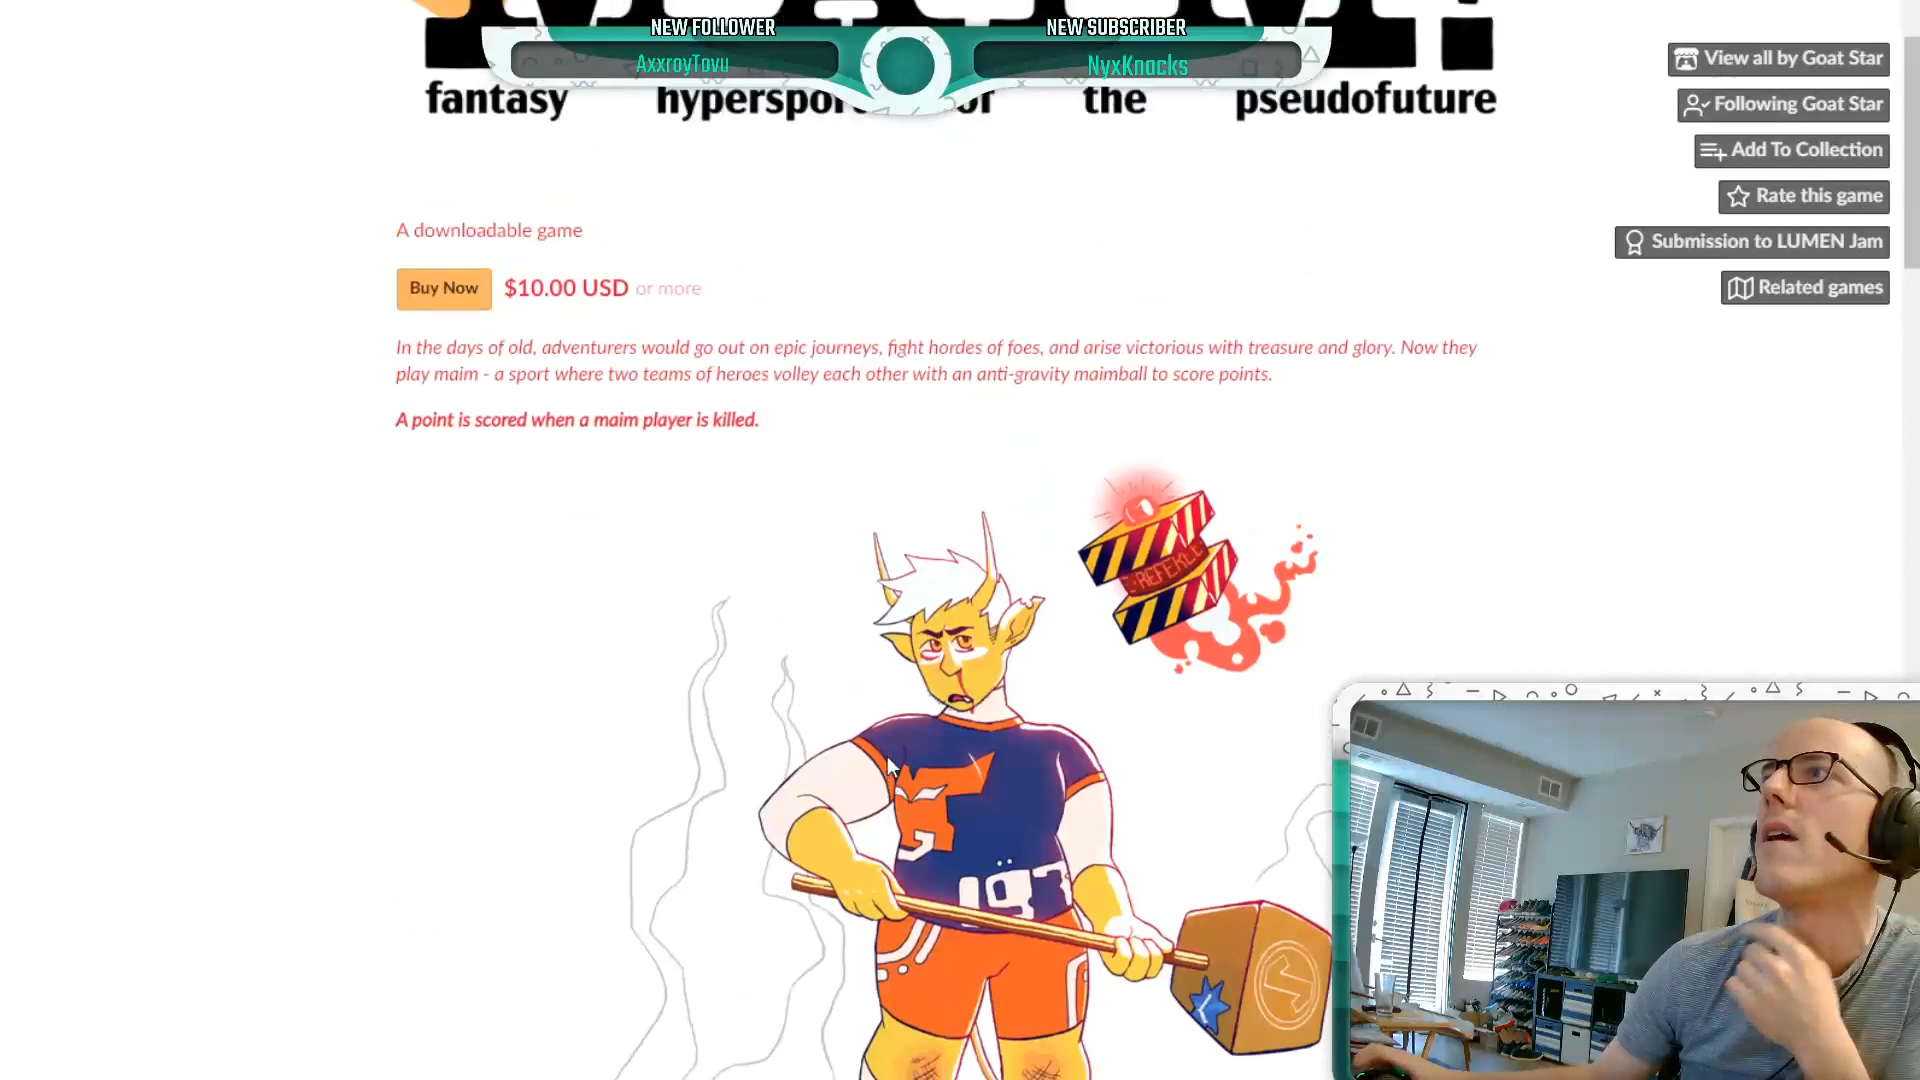 NEW FOLLOWER
AxxroyTovu
NEW SUBSCRIBER
NyxKnacks
fantasy hyperspor the pseudofuture
View all by Goat Star
Following Goat Star
Add To Collection
Rate this game
Submission to LUMEN Jam
Related games
A downloadable game
Buy Now $10.00 USD or more
In the days of old, adventurers would go out on epic journeys, fight hordes of foes, and arise victorious with treasure and glory. Now they
play maim - a sport where two teams of heroes volley each other with an anti-gravity maimball to score points.
A point is scored when a maim player is killed.
REFEREE
197